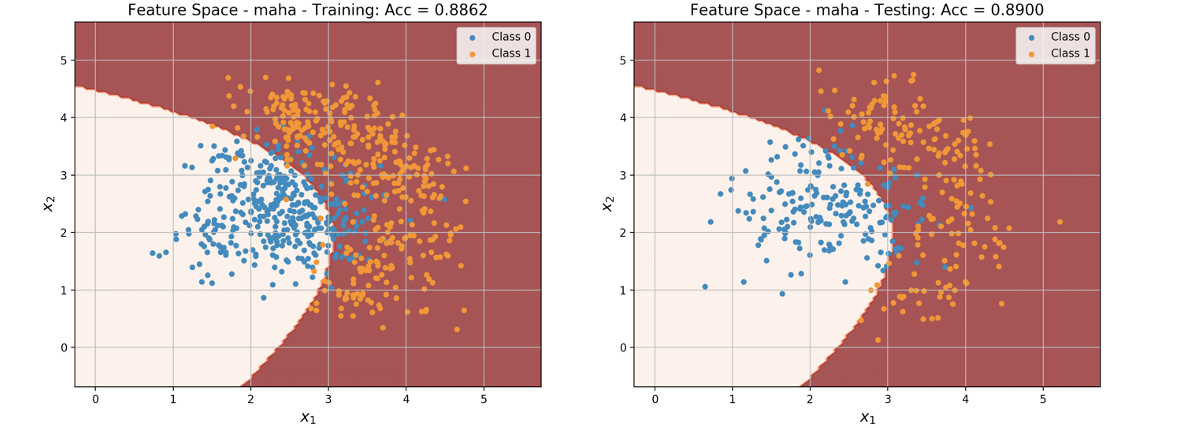 Feature Space - maha - Training: Acc = 0.8862
Class 0
Class 1
5
4
3
2
1
0
x₂
0 1 2 3 4 5
x₁
Feature Space - maha - Testing: Acc = 0.8900
Class 0
Class 1
5
4
3
2
1
0
x₂
0 1 2 3 4 5
x₁